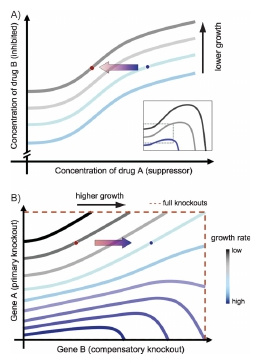 A)
Concentration of drug B (inhibited)
lower growth
Concentration of drug A (suppressor)
B)
higher growth
full knockouts
growth rate
low
high
Gene A (primary knockout)
Gene B (compensatory knockout)